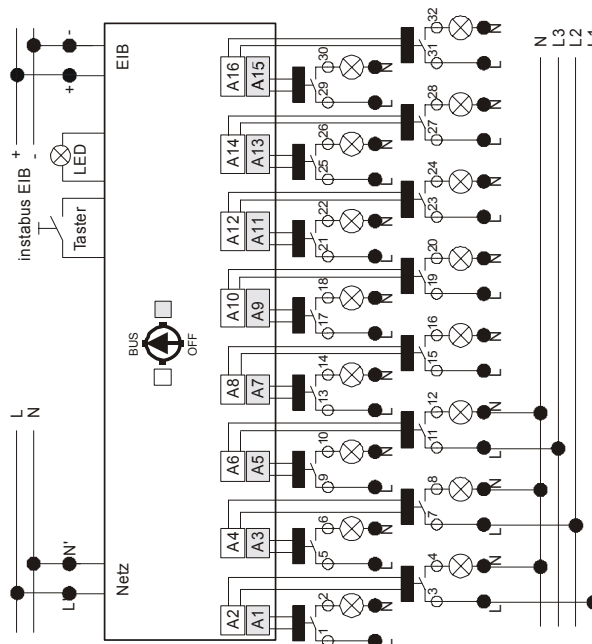 L
N
instabus EIB
+
-
L
N'
Taster
LED
+
-
Netz
BUS
OFF
EIB
A2 A4 A6 A8 A10 A12 A14 A16
A1 A3 A5 A7 A9 A11 A13 A15
1 2 5 6 9 10 13 14 17 18 21 22 25 26 29 30
L N L N L N L N L N L N L N L N
3 4 7 8 11 12 15 16 19 20 23 24 27 28 31 32
L N L N L N L N L N L N L N L N
N
L3
L2
L1